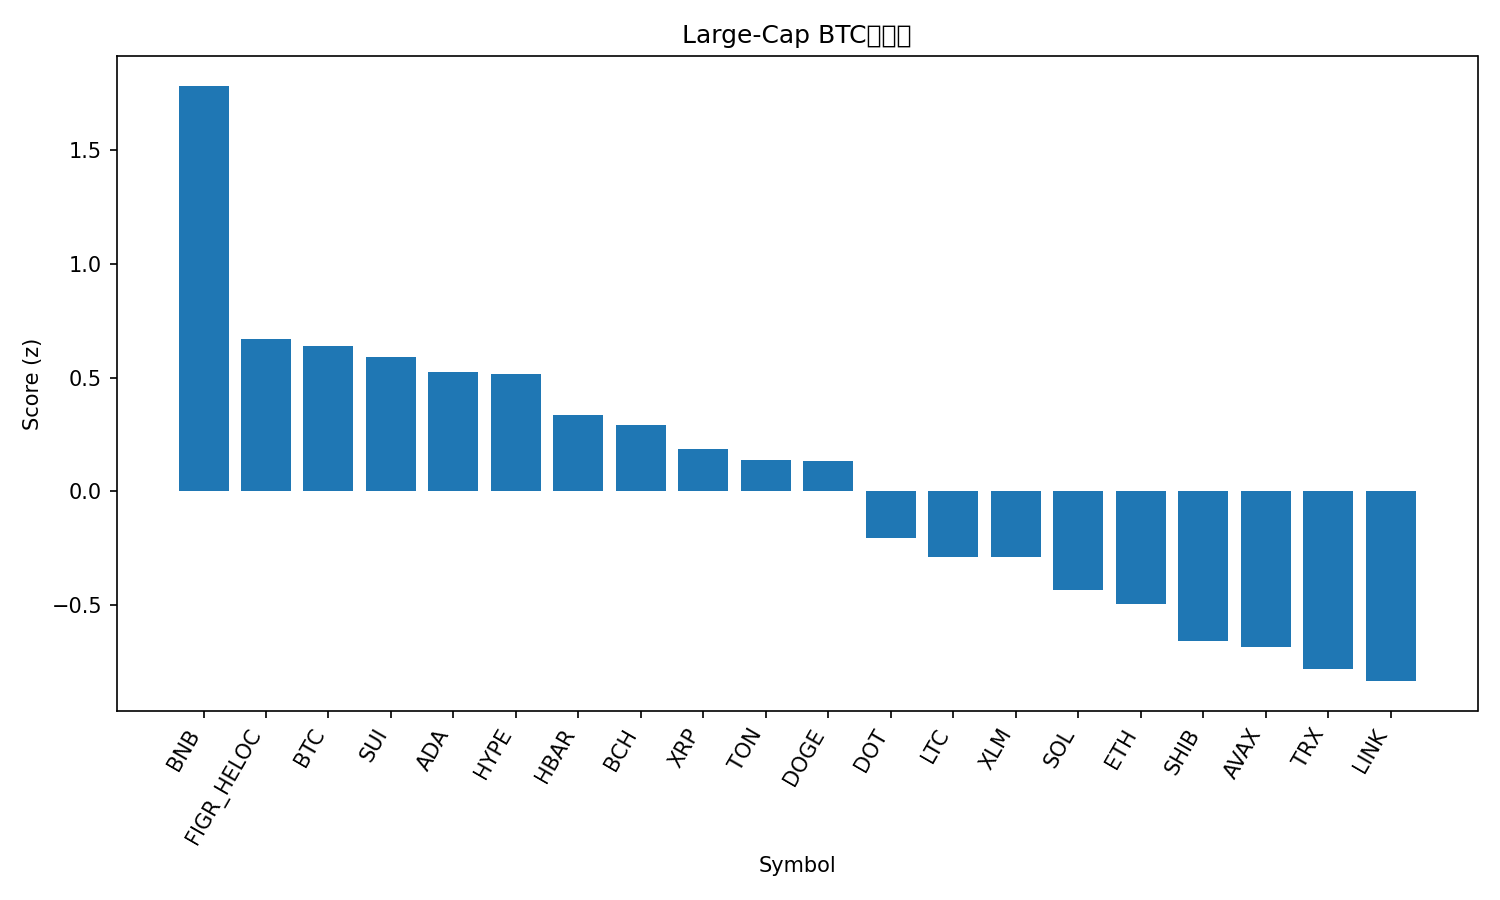 Large-Cap BTC
Score (z)
1.5
1.0
0.5
0.0
−0.5
BNB
FIGR_HELOC
BTC
SUI
ADA
HYPE
HBAR
BCH
XRP
TON
DOGE
DOT
LTC
XLM
SOL
ETH
SHIB
AVAX
TRX
LINK
Symbol